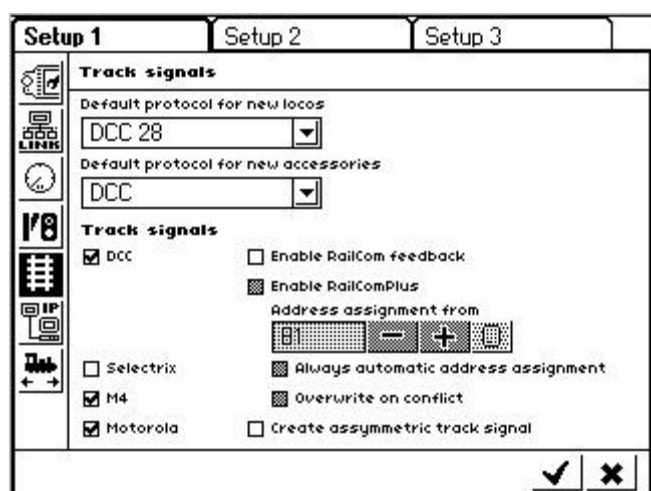 Setup 1 Setup 2 Setup 3
Track signals
Default protocol for new locos
DCC 28
Default protocol for new accessories
DCC
Track signals
DCC Enable RailCom feedback
Enable RailComPlus
Address assignment from
81 − +
Selectrix Always automatic address assignment
M4 Overwrite on conflict
Motorola Create assymmetric track signal
LINK
IP